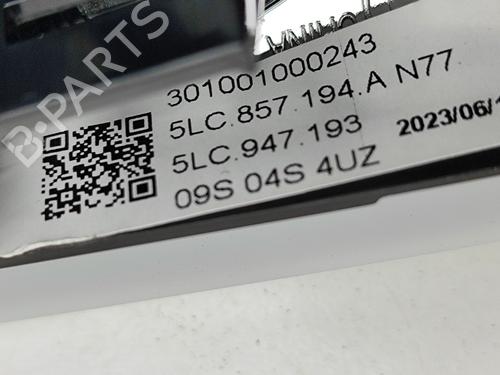 301001000243
5LC.857.194.A N77
5LC.947.193
2023/06/1
09S 04S 4UZ
B-PARTS